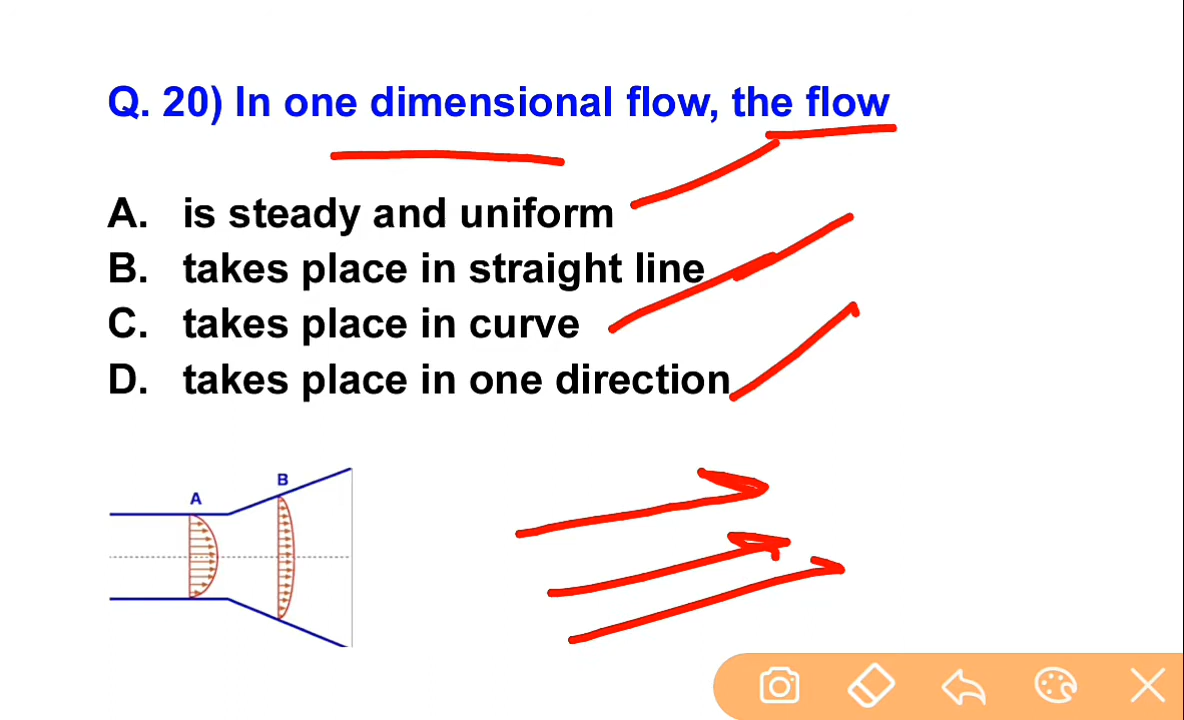 Q. 20) In one dimensional flow, the flow
A. is steady and uniform
B. takes place in straight line
C. takes place in curve
D. takes place in one direction
A
B